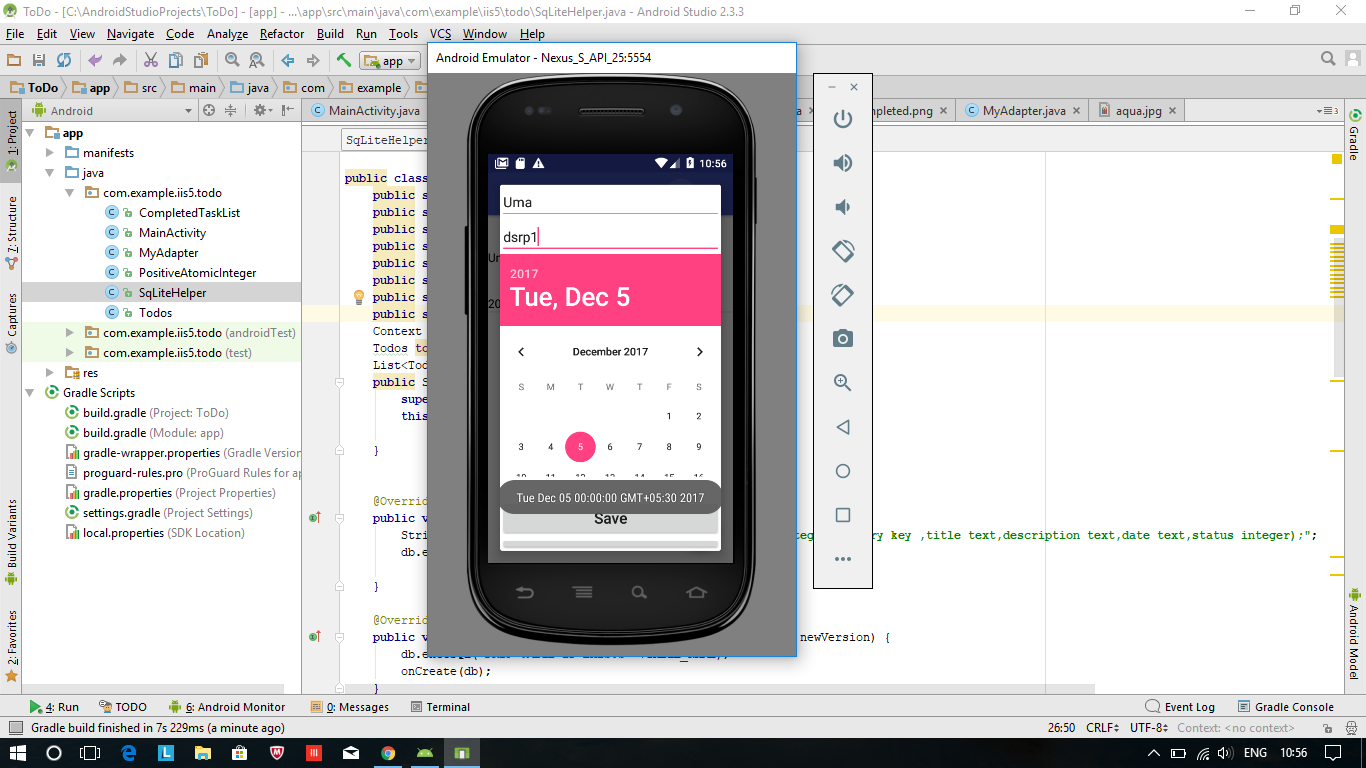 ToDo - [C:\AndroidStudioProjects\ToDo] - [app] - ...\app\src\main\java\com\example\iis5\todo\SqLiteHelper.java - Android Studio 2.3.3
File Edit View Navigate Code Analyze Refactor Build Run Tools VCS Window Help
app
ToDo app src main java com example
Android
MainActivity.java
mpleted.png MyAdapter.java aqua.jpg
3
1: Project
7: Structure
Captures
Build Variants
2: Favorites
app
manifests
java
com.example.iis5.todo
CompletedTaskList
MainActivity
MyAdapter
PositiveAtomicInteger
SqLiteHelper
Todos
com.example.iis5.todo (androidTest)
com.example.iis5.todo (test)
res
Gradle Scripts
build.gradle (Project: ToDo)
build.gradle (Module: app)
gradle-wrapper.properties (Gradle Version
proguard-rules.pro (ProGuard Rules for ap
gradle.properties (Project Properties)
settings.gradle (Project Settings)
local.properties (SDK Location)
SqLiteHelper
public class
public s
public s
public s
public s
public s
public s
public s
public s
Context
Todos to
List<Tod
public S
supe
this
}
@Overrid
public v
Stri
ry key ,title text,description text,date text,status integer);";
db.e
}
@Overrid
public v
newVersion) {
onCreate(db);
}
Android Emulator - Nexus_S_API_25:5554
10:56
Uma
dsrp1
2017
Tue, Dec 5
December 2017
S M T W T F S
1 2
3 4 5 6 7 8 9
10 11 12 13 14 15 16
Tue Dec 05 00:00:00 GMT+05:30 2017
Save
Gradle
Android Model
4: Run TODO 6: Android Monitor 0: Messages Terminal Event Log Gradle Console
Gradle build finished in 7s 229ms (a minute ago) 26:50 CRLF UTF-8 Context: <no context>
ENG 10:56